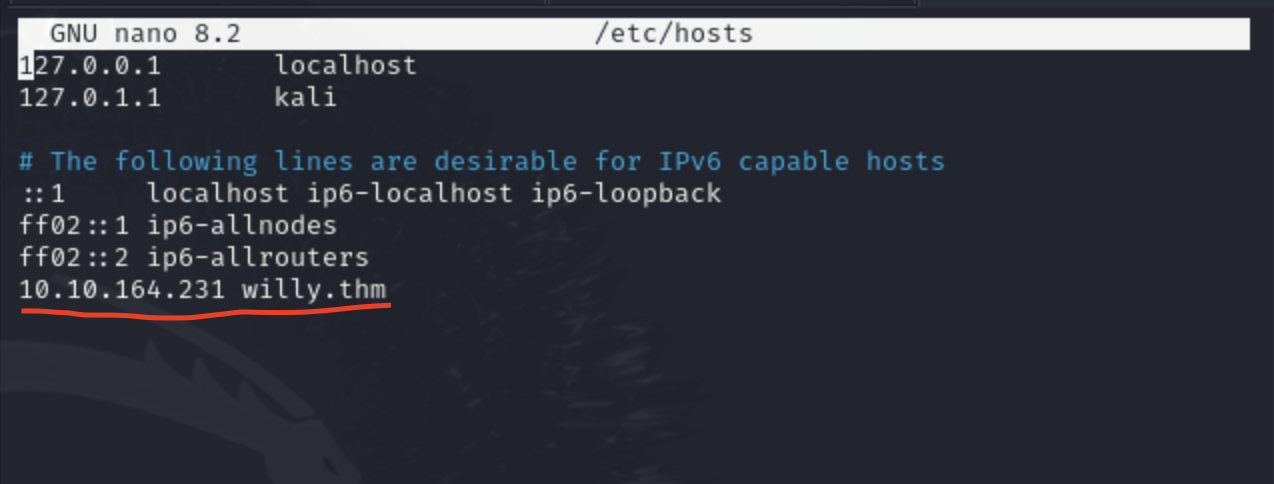 GNU nano 8.2 /etc/hosts
127.0.0.1 localhost
127.0.1.1 kali
# The following lines are desirable for IPv6 capable hosts
::1 localhost ip6-localhost ip6-loopback
ff02::1 ip6-allnodes
ff02::2 ip6-allrouters
10.10.164.231 willy.thm